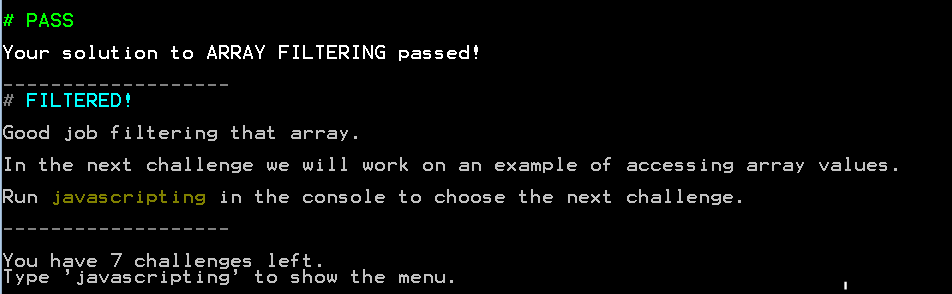 # PASS
Your solution to ARRAY FILTERING passed!
-------------------
# FILTERED!
Good job filtering that array.
In the next challenge we will work on an example of accessing array values.
Run javascripting in the console to choose the next challenge.
-------------------
You have 7 challenges left.
Type 'javascripting' to show the menu.